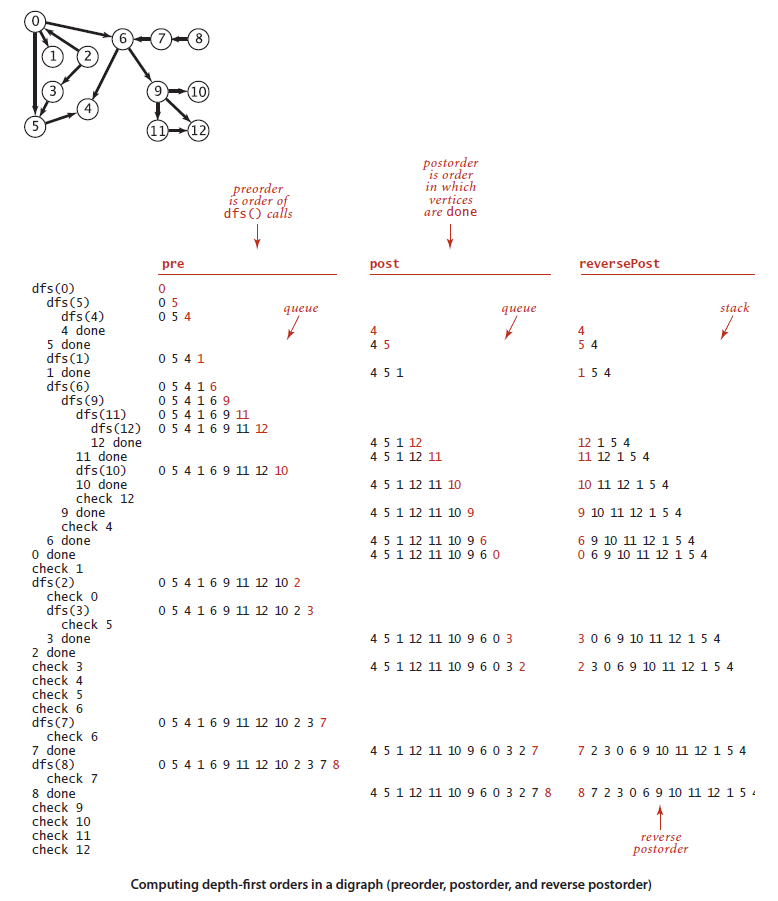 0
6
7
8
1
2
3
9
10
4
5
11
12
preorder
is order of
dfs() calls
postorder
is order
in which
vertices
are done
pre post reversePost
queue queue stack
dfs(0) 0
dfs(5) 0 5
dfs(4) 0 5 4
4 done 4 4
5 done 4 5 5 4
dfs(1) 0 5 4 1
1 done 4 5 1 1 5 4
dfs(6) 0 5 4 1 6
dfs(9) 0 5 4 1 6 9
dfs(11) 0 5 4 1 6 9 11
dfs(12) 0 5 4 1 6 9 11 12
12 done 4 5 1 12 12 1 5 4
11 done 4 5 1 12 11 11 12 1 5 4
dfs(10) 0 5 4 1 6 9 11 12 10
10 done 4 5 1 12 11 10 10 11 12 1 5 4
check 12
9 done 4 5 1 12 11 10 9 9 10 11 12 1 5 4
check 4
6 done 4 5 1 12 11 10 9 6 6 9 10 11 12 1 5 4
0 done 4 5 1 12 11 10 9 6 0 0 6 9 10 11 12 1 5 4
check 1
dfs(2) 0 5 4 1 6 9 11 12 10 2
check 0
dfs(3) 0 5 4 1 6 9 11 12 10 2 3
check 5
3 done 4 5 1 12 11 10 9 6 0 3 3 0 6 9 10 11 12 1 5 4
2 done
check 3 4 5 1 12 11 10 9 6 0 3 2 2 3 0 6 9 10 11 12 1 5 4
check 4
check 5
check 6
dfs(7) 0 5 4 1 6 9 11 12 10 2 3 7
check 6
7 done 4 5 1 12 11 10 9 6 0 3 2 7 7 2 3 0 6 9 10 11 12 1 5 4
dfs(8) 0 5 4 1 6 9 11 12 10 2 3 7 8
check 7
8 done 4 5 1 12 11 10 9 6 0 3 2 7 8 8 7 2 3 0 6 9 10 11 12 1 5 4
check 9
check 10
check 11
check 12
reverse
postorder
Computing depth-first orders in a digraph (preorder, postorder, and reverse postorder)